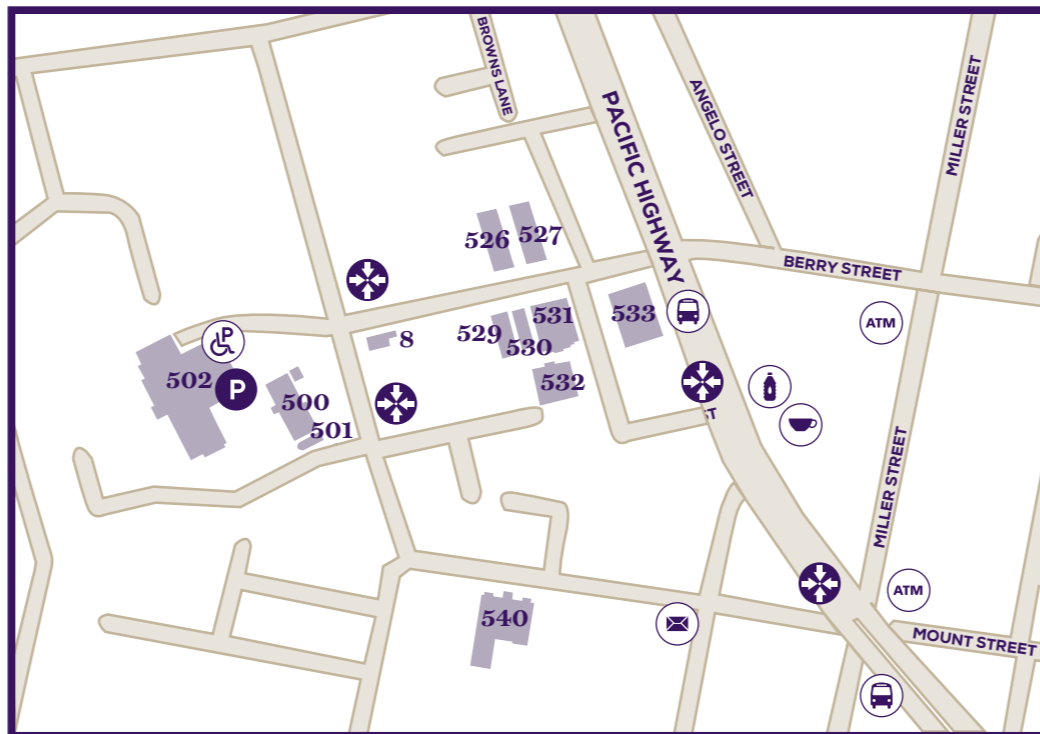 BROWNS LANE
PACIFIC HIGHWAY
ANGELO STREET
MILLER STREET
526
527
BERRY STREET
533
531
529
530
8
ATM
P
502
P
532
500
501
ST
MILLER STREET
ATM
540
MOUNT STREET